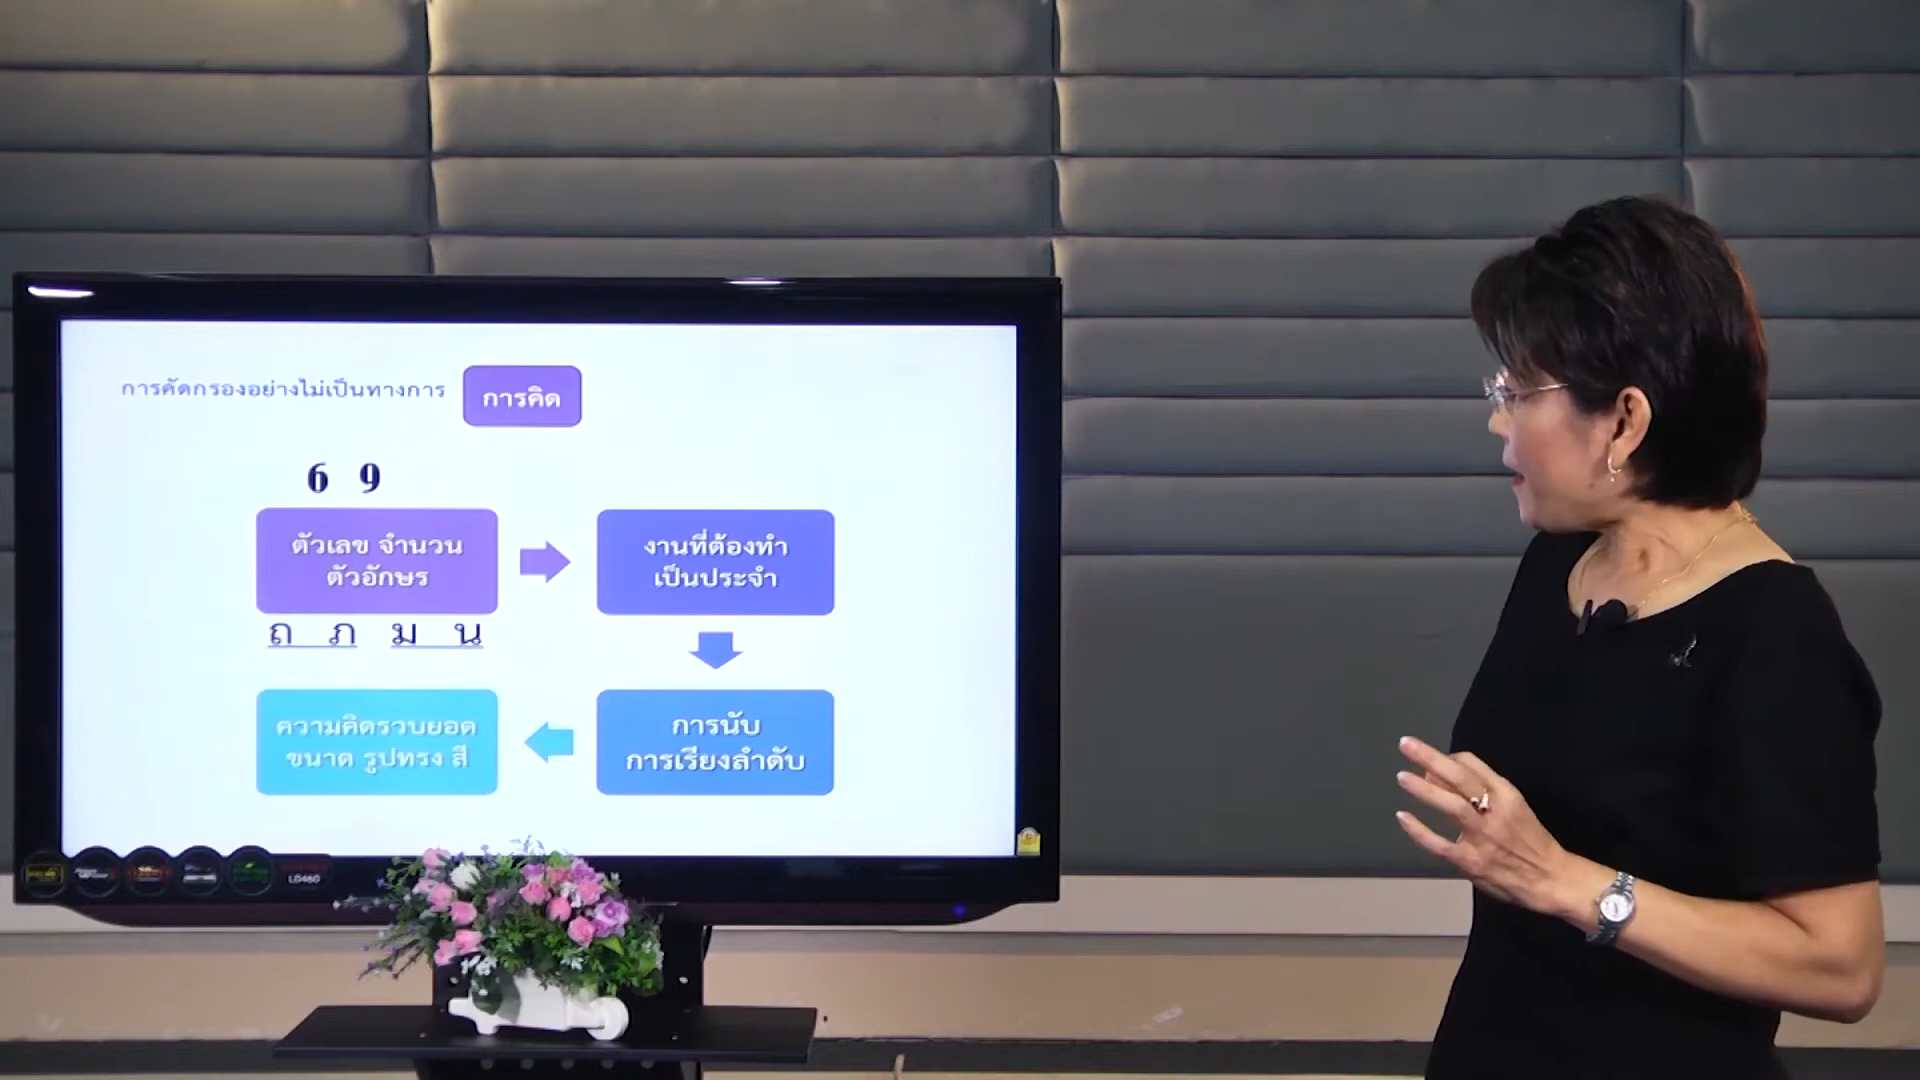 การคัดกรองอย่างไม่เป็นทางการ
การคิด
6 9
ตัวเลข จำนวน
ตัวอักษร
ถ ภ ม น
งานที่ต้องทำ
เป็นประจำ
การนับ
การเรียงลำดับ
ความคิดรวบยอด
ขนาด รูปทรง สี
LG460